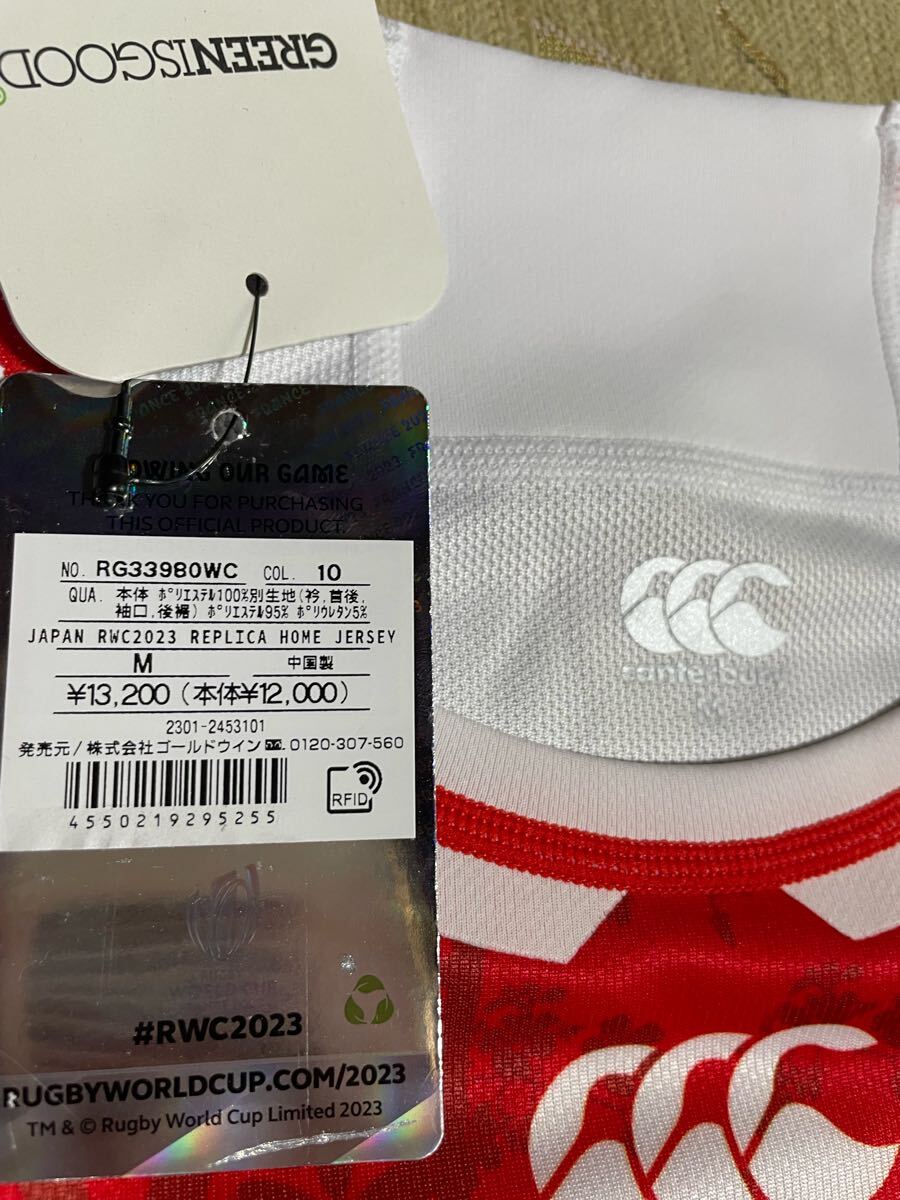 GREENISGOOD
OUR GAME
THANK YOU FOR PURCHASING
THIS OFFICIAL PRODUCT.
NO. RG33980WC COL. 10
QUA. 本体 ポリエステル100%別生地(衿,首後,
袖口,後裾) ポリエステル95% ポリウレタン5%
JAPAN RWC2023 REPLICA HOME JERSEY
M 中国製
¥13,200 (本体¥12,000)
2301-2453101
発売元/株式会社ゴールドウイン 0120-307-560
RFID
4550219295255
#RWC2023
RUGBYWORLDCUP.COM/2023
TM & © Rugby World Cup Limited 2023
canterbury
M